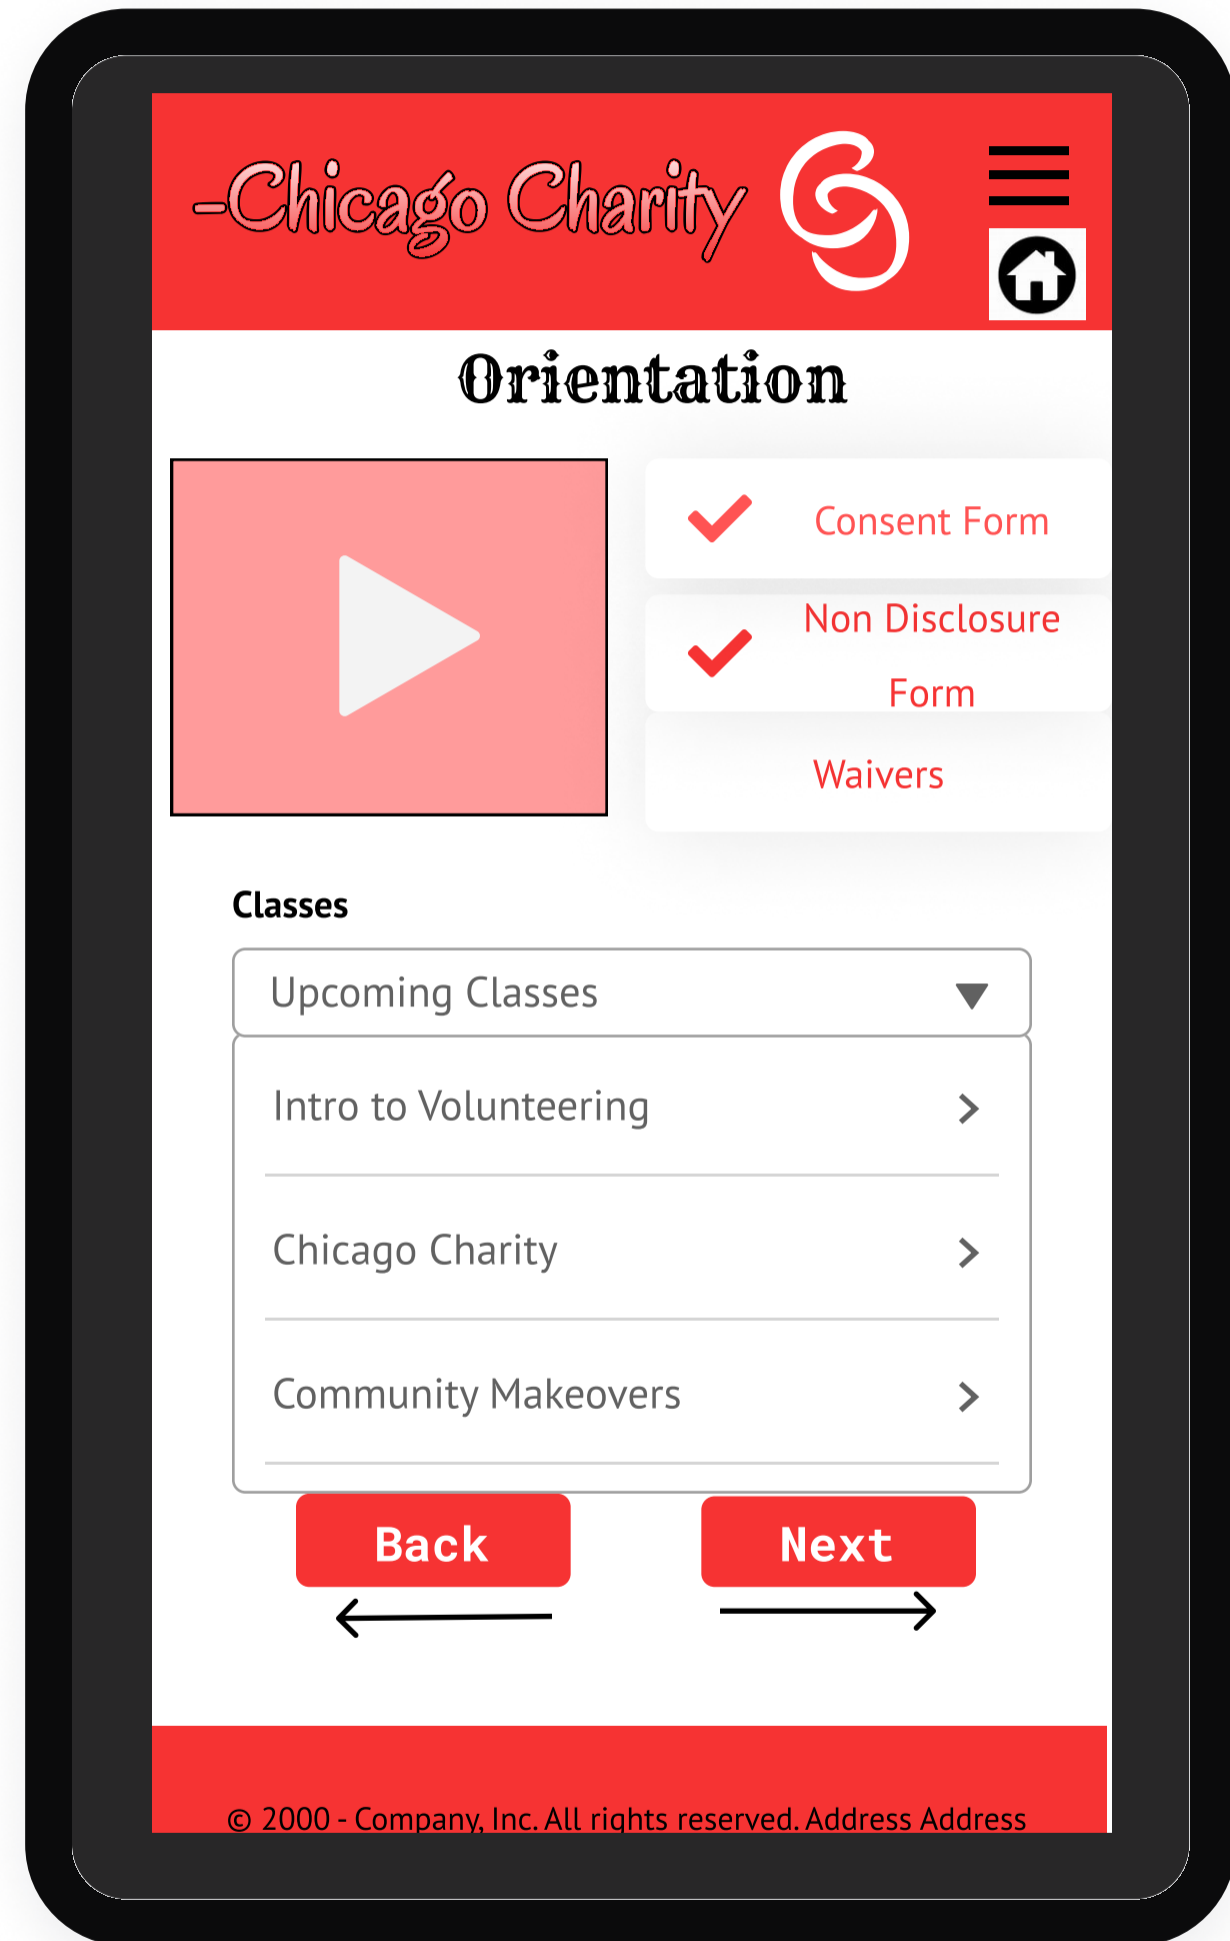 -Chicago Charity
Orientation
Consent Form
Non Disclosure
Form
Waivers
Classes
Upcoming Classes
Intro to Volunteering
Chicago Charity
Community Makeovers
Back
Next
© 2000 - Company, Inc. All rights reserved. Address Address